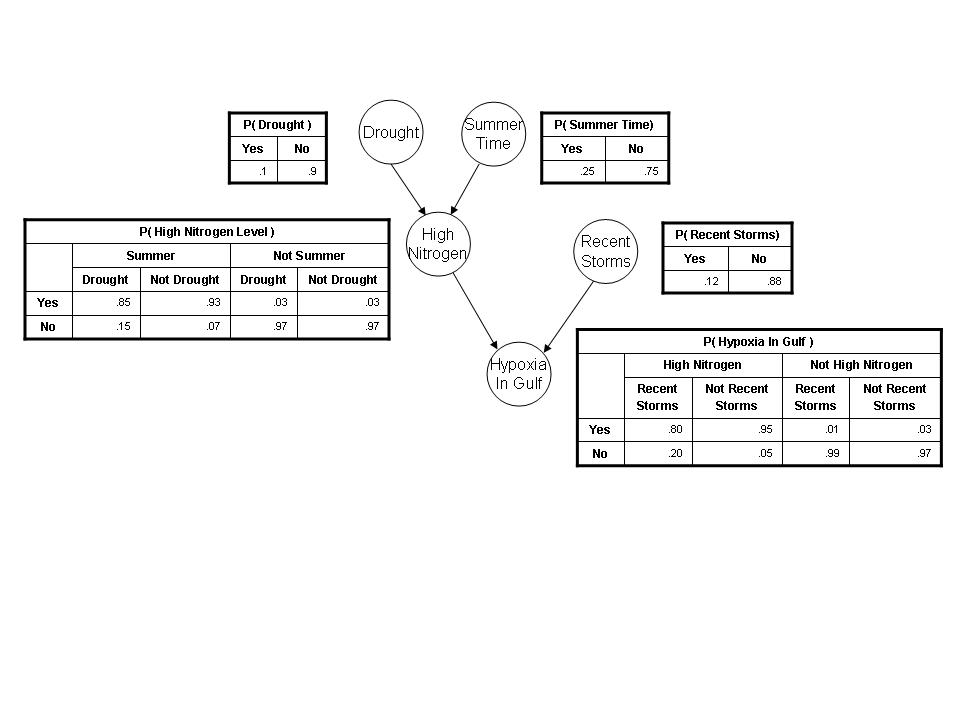 P( Drought )
Yes No
.1 .9
Drought
Summer
Time
P( Summer Time)
Yes No
.25 .75
P( High Nitrogen Level )
Summer Not Summer
Drought Not Drought Drought Not Drought
Yes .85 .93 .03 .03
No .15 .07 .97 .97
High
Nitrogen
Recent
Storms
P( Recent Storms)
Yes No
.12 .88
Hypoxia
In Gulf
P( Hypoxia In Gulf )
High Nitrogen Not High Nitrogen
Recent Not Recent Recent Not Recent
Storms Storms Storms Storms
Yes .80 .95 .01 .03
No .20 .05 .99 .97